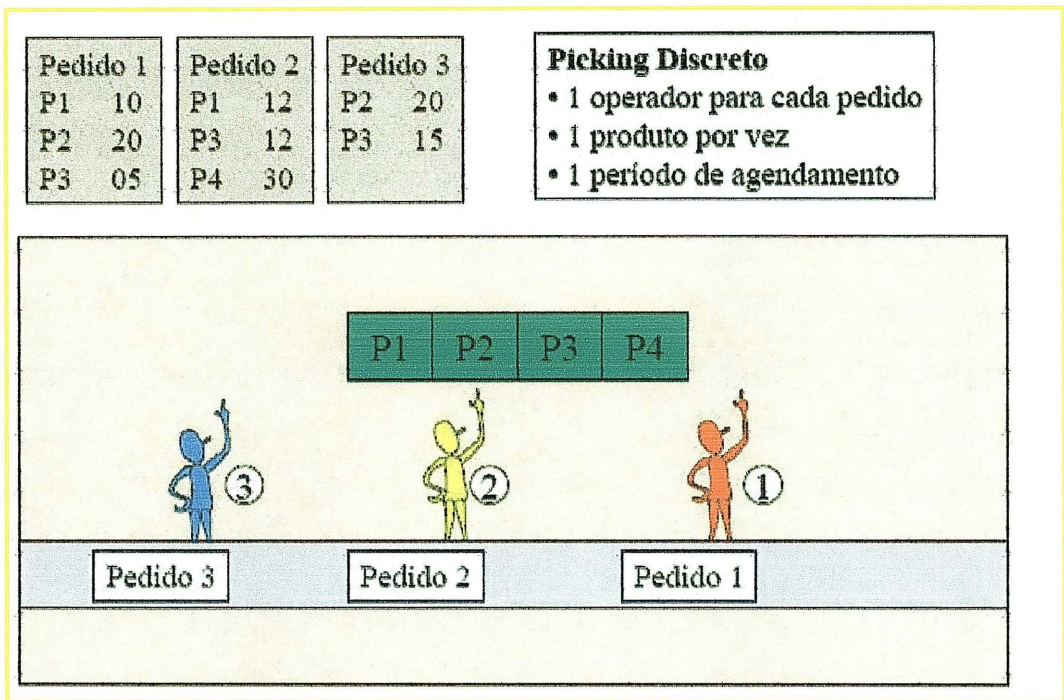 Pedido 1
P1 10
P2 20
P3 05
Pedido 2
P1 12
P3 12
P4 30
Pedido 3
P2 20
P3 15
Picking Discreto
• 1 operador para cada pedido
• 1 produto por vez
• 1 período de agendamento
P1 P2 P3 P4
3 2 1
Pedido 3 Pedido 2 Pedido 1